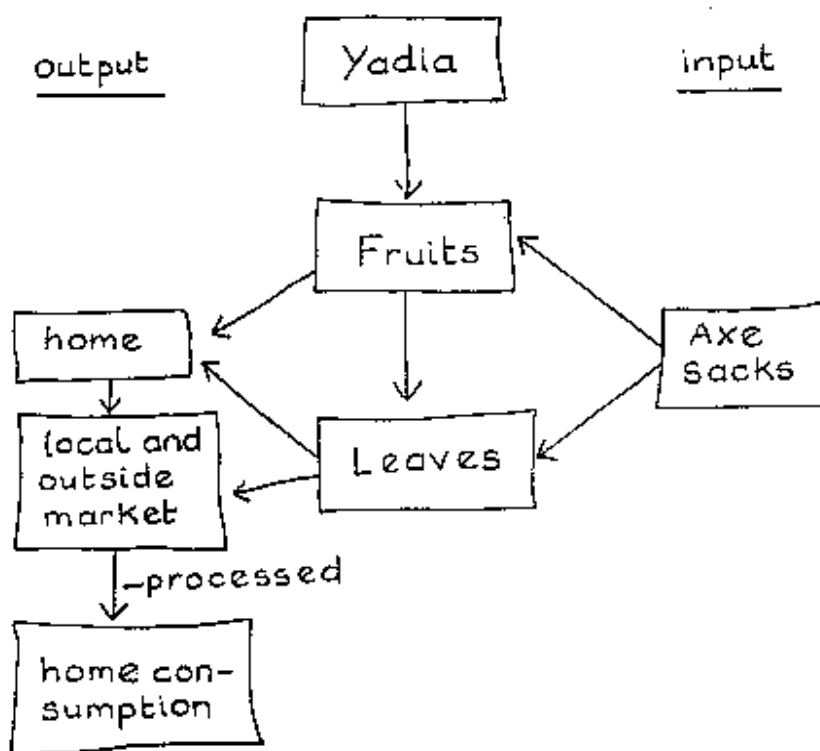 output
Yadia
input
Fruits
home
Axe
sacks
local and
outside
market
Leaves
-processed
home con-
sumption